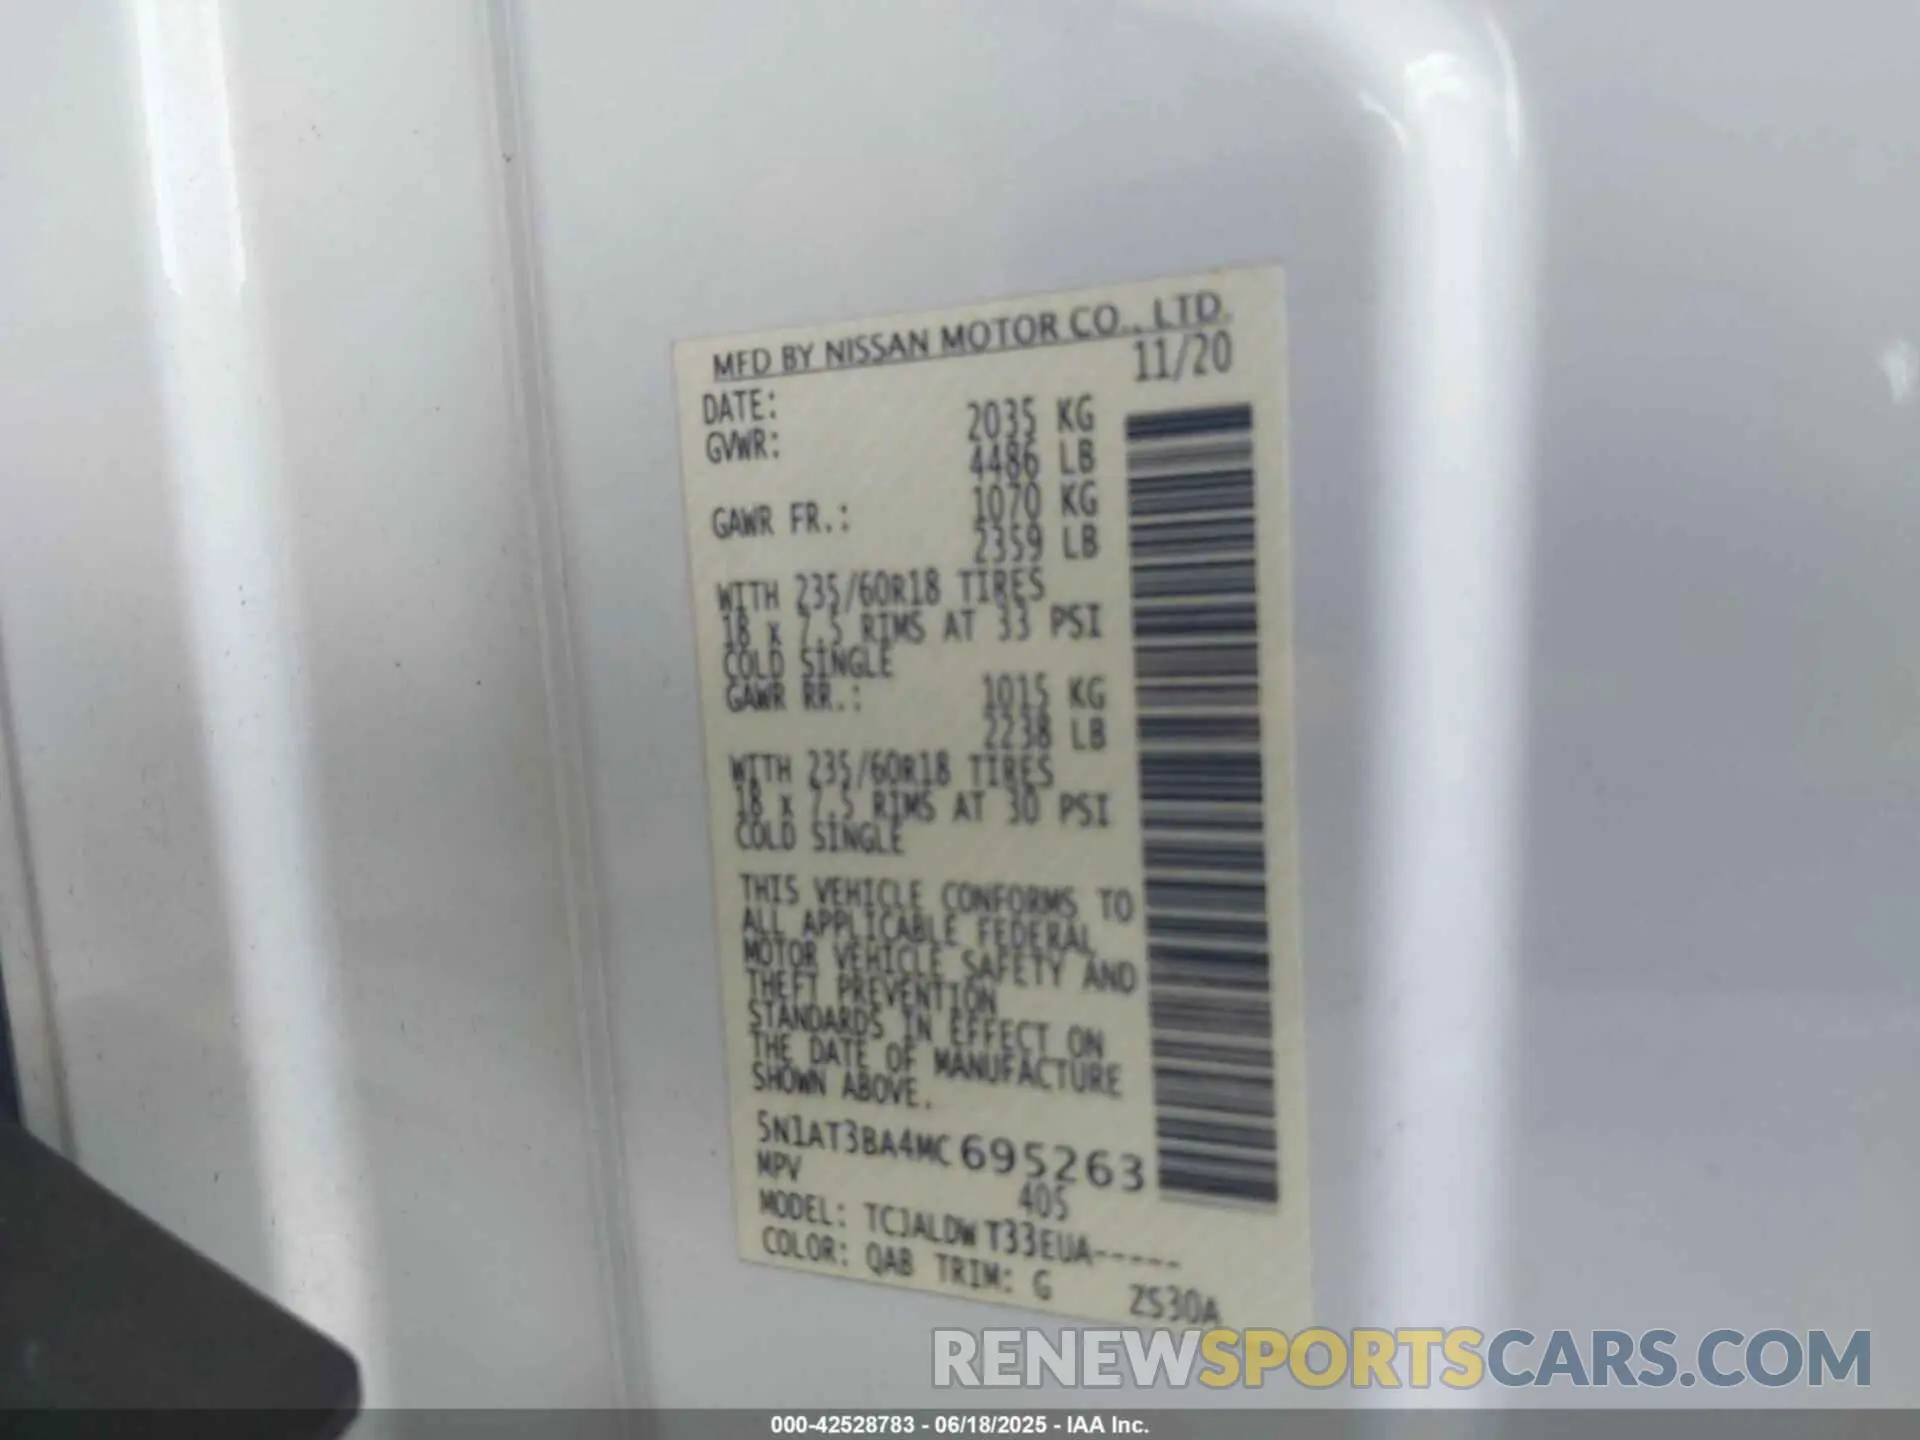 MFD BY NISSAN MOTOR CO., LTD.
DATE: 11/20
GVWR: 2035 KG
4486 LB
GAWR FR.: 1070 KG
2359 LB
WITH 235/60R18 TIRES
18 x 7.5 RIMS AT 33 PSI
COLD SINGLE
GAWR RR.: 1015 KG
2238 LB
WITH 235/60R18 TIRES
18 x 7.5 RIMS AT 30 PSI
COLD SINGLE
THIS VEHICLE CONFORMS TO
ALL APPLICABLE FEDERAL
MOTOR VEHICLE SAFETY AND
THEFT PREVENTION
STANDARDS IN EFFECT ON
THE DATE OF MANUFACTURE
SHOWN ABOVE.
5N1AT3BA4MC695263
MPV 405
MODEL: TCJALDW T33EUA-----
COLOR: QAB TRIM: G ZS30A
RENEWSPORTSCARS.COM
000-42528783 - 06/18/2025 - IAA Inc.